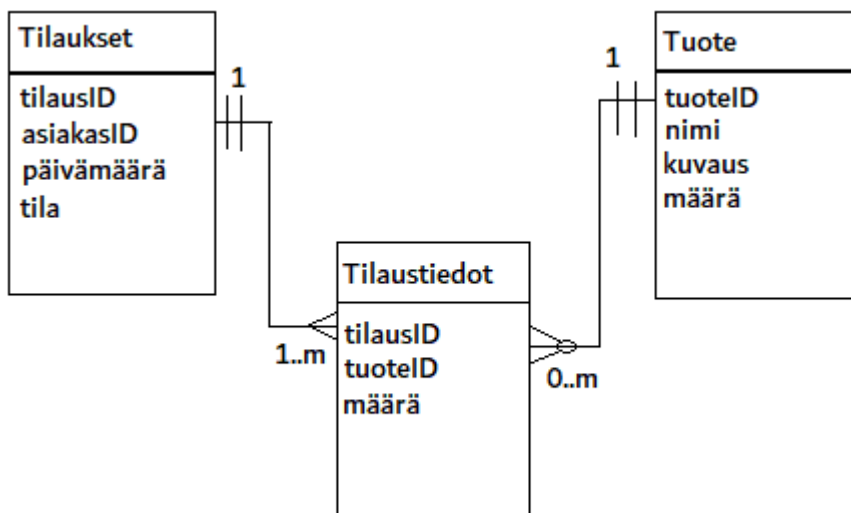 Tilaukset
tilausID
asiakasID
päivämäärä
tila
1
1..m
Tilaustiedot
tilausID
tuoteID
määrä
0..m
1
Tuote
tuoteID
nimi
kuvaus
määrä